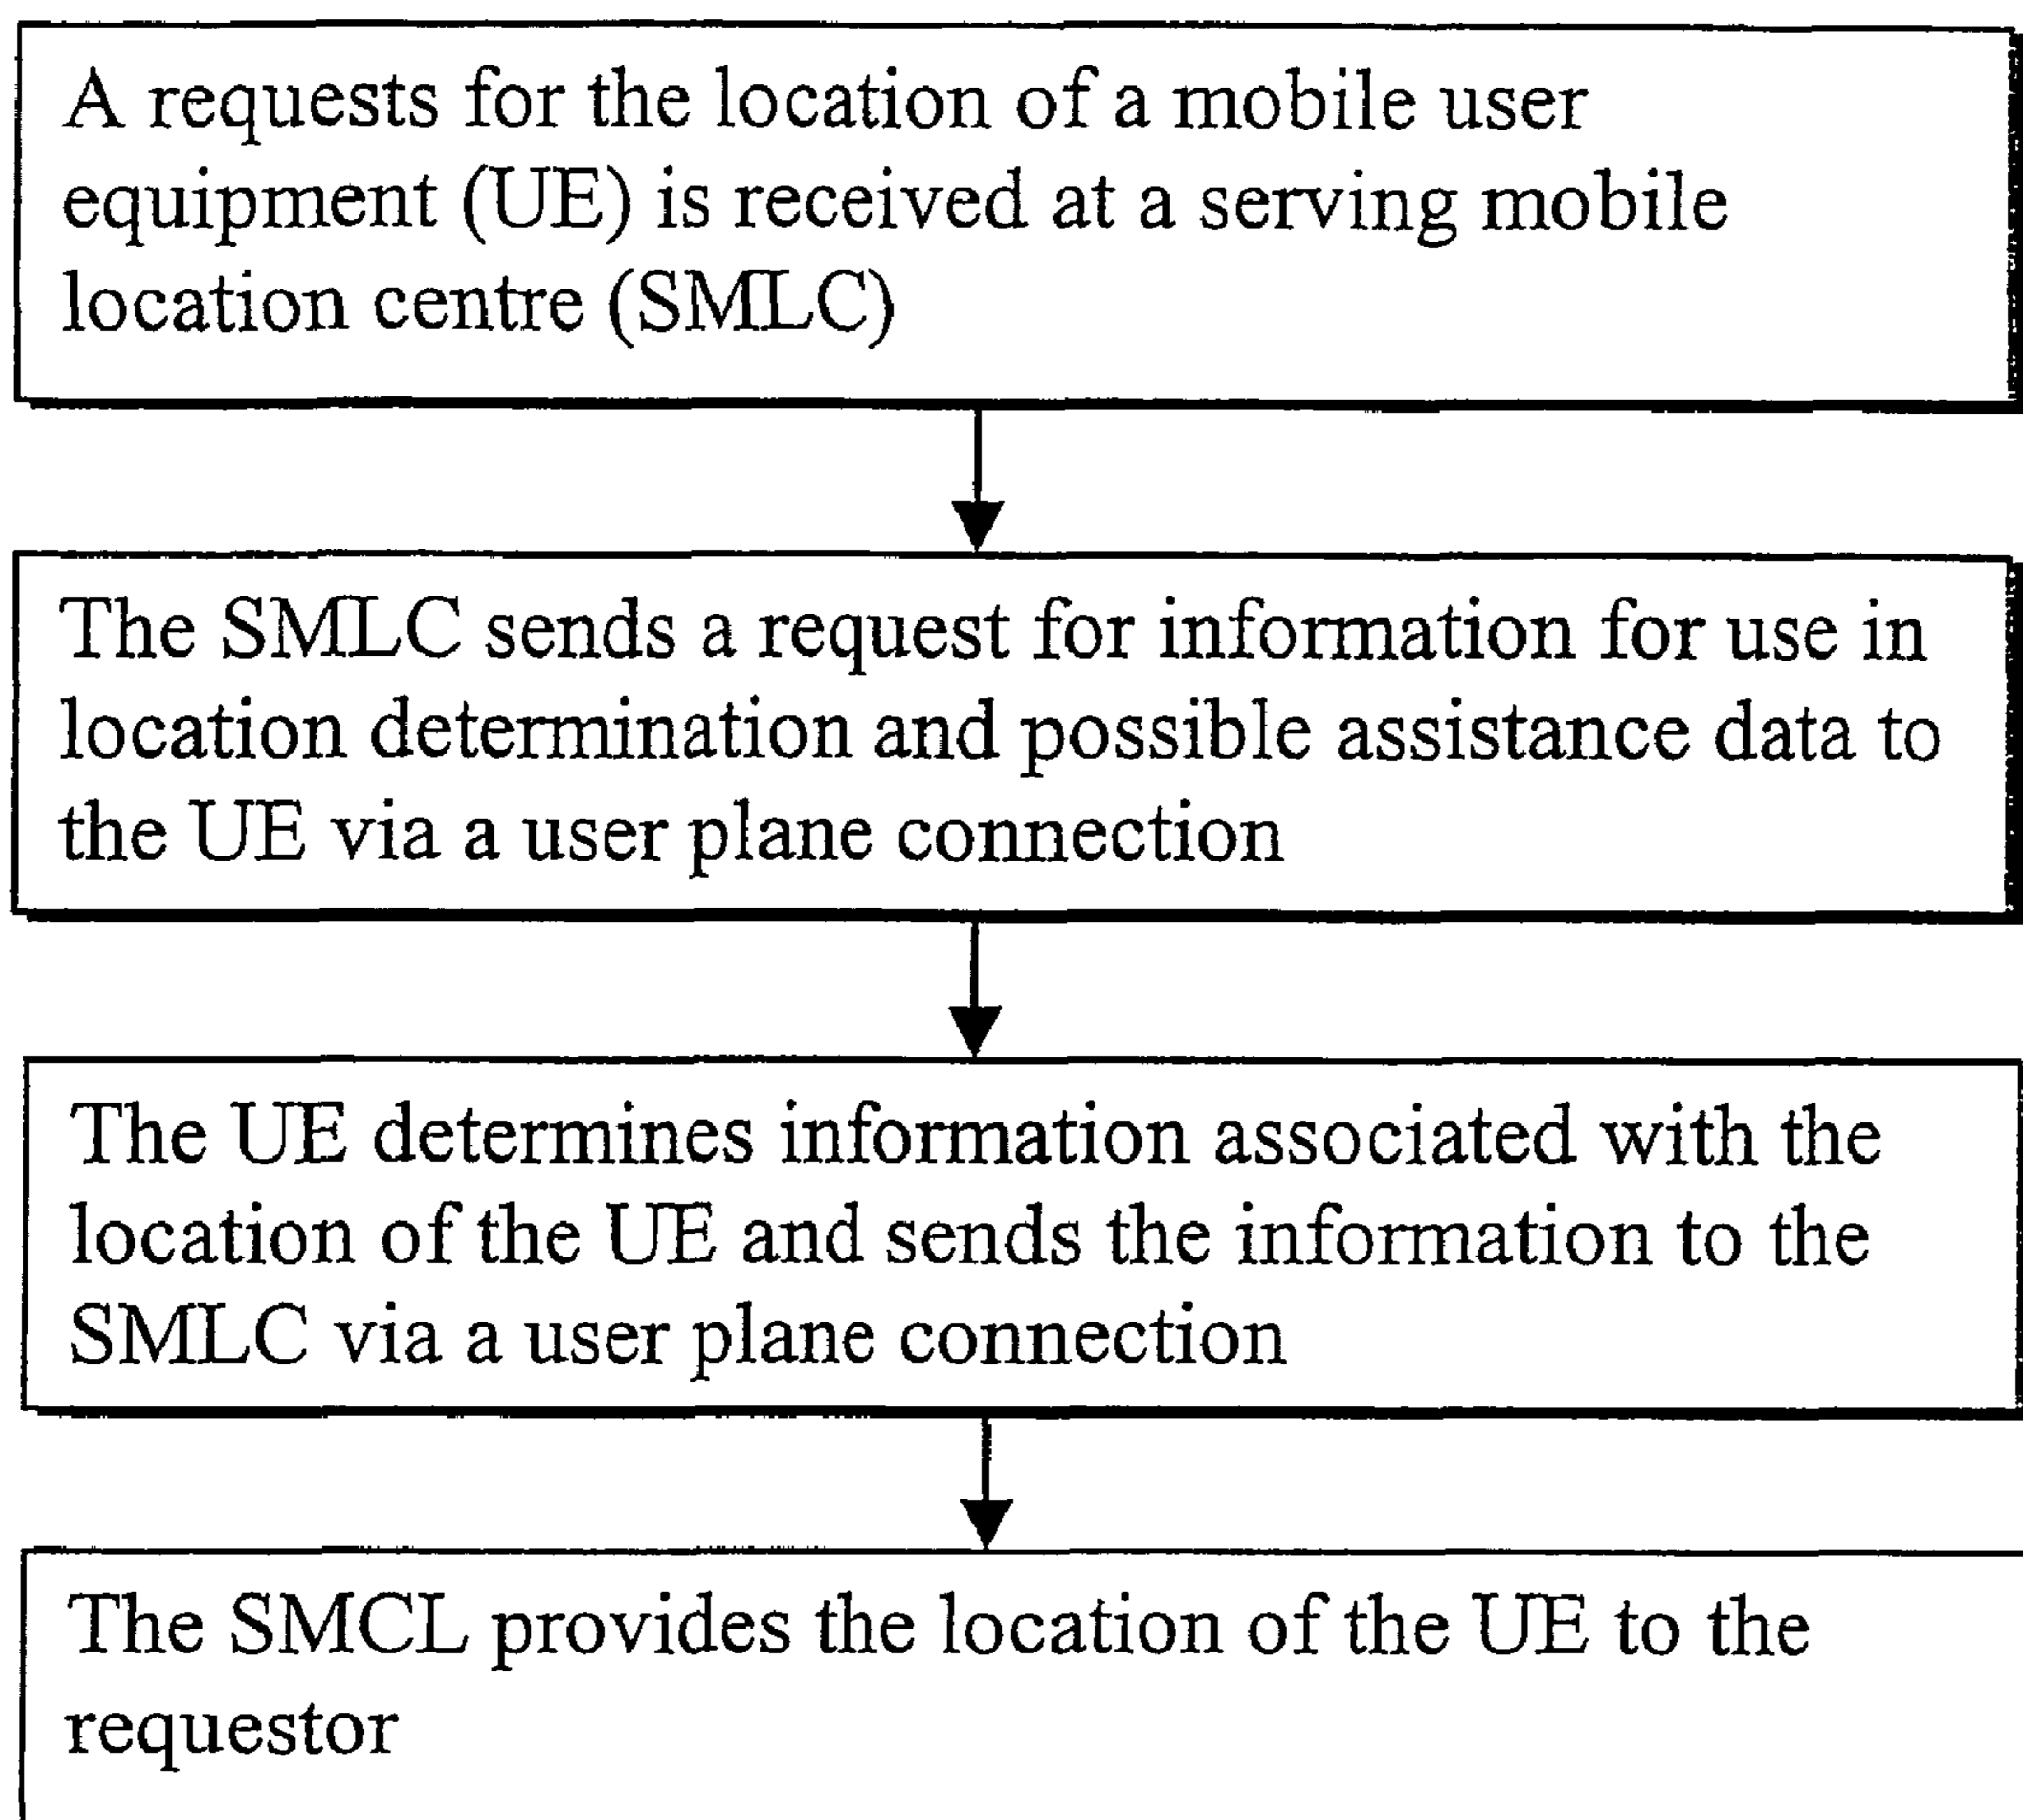 A requests for the location of a mobile user
equipment (UE) is received at a serving mobile
location centre (SMLC)
The SMLC sends a request for information for use in
location determination and possible assistance data to
the UE via a user plane connection
The UE determines information associated with the
location of the UE and sends the information to the
SMLC via a user plane connection
The SMCL provides the location of the UE to the
requestor